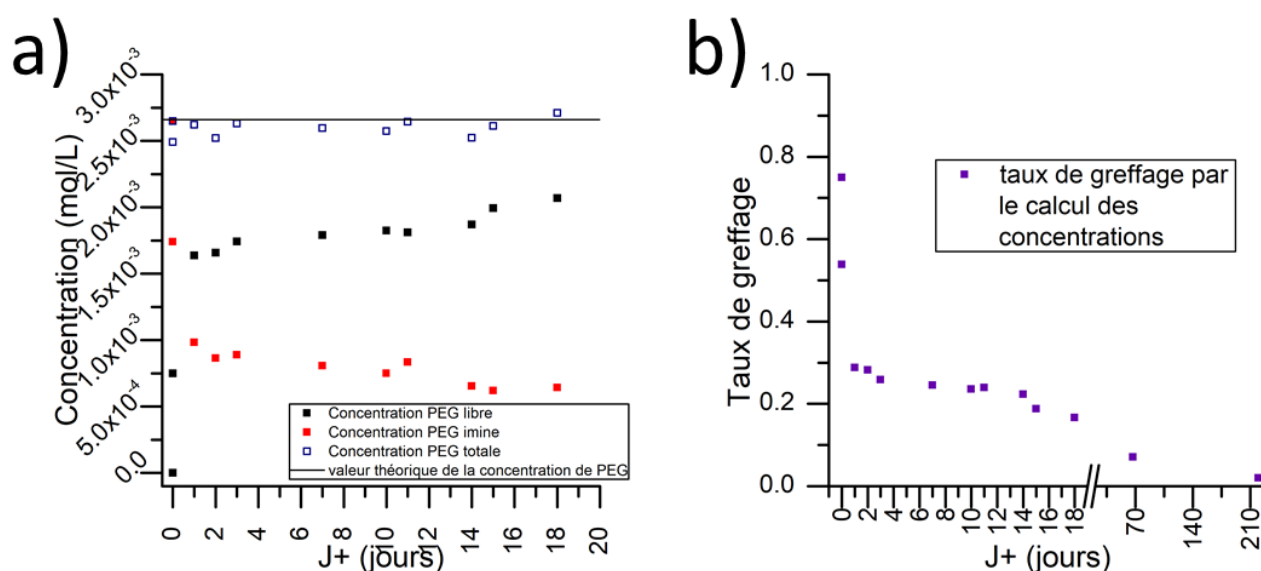 a)
Concentration (mol/L)
3.0x10⁻³
2.5x10⁻³
2.0x10⁻³
1.5x10⁻³
1.0x10⁻³
5.0x10⁻⁴
0.0
Concentration PEG libre
Concentration PEG imine
Concentration PEG totale
valeur théorique de la concentration de PEG
0 2 4 6 8 10 12 14 16 18 20
J+ (jours)
b)
Taux de greffage
1.0
0.8
0.6
0.4
0.2
0.0
taux de greffage par
le calcul des
concentrations
0 2 4 6 8 10 12 14 16 18 70 140 210
J+ (jours)